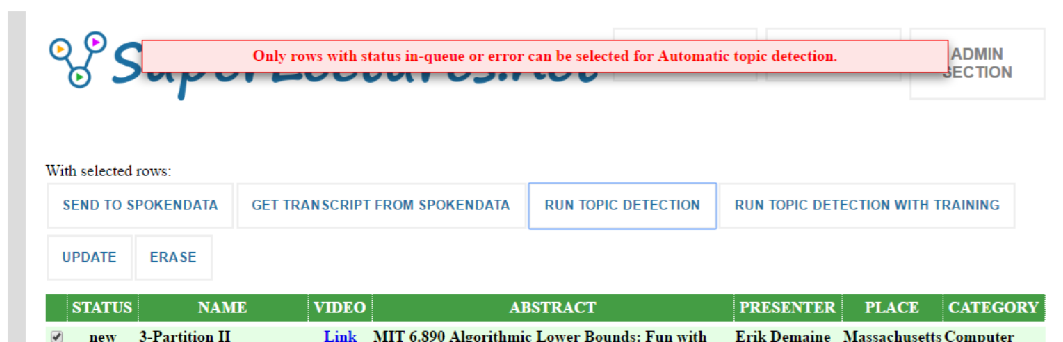 Only rows with status in-queue or error can be selected for Automatic topic detection.
ADMIN
SECTION
With selected rows:
SEND TO SPOKENDATA GET TRANSCRIPT FROM SPOKENDATA RUN TOPIC DETECTION RUN TOPIC DETECTION WITH TRAINING
UPDATE ERASE
STATUS NAME VIDEO ABSTRACT PRESENTER PLACE CATEGORY
new 3-Partition II Link MIT 6.890 Algorithmic Lower Bounds: Fun with Erik Demaine Massachusetts Computer